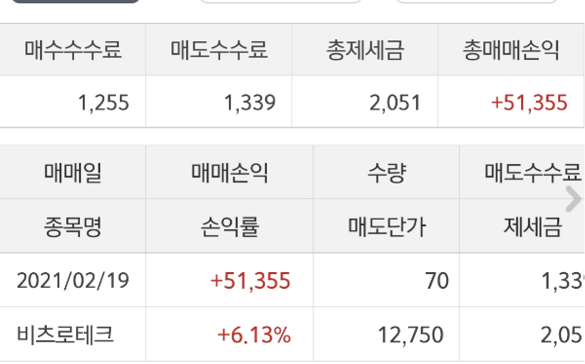 매수수수료 매도수수료 총제세금 총매매손익
1,255 1,339 2,051 +51,355
매매일 매매손익 수량 매도수수료
종목명 손익률 매도단가 제세금
2021/02/19 +51,355 70 1,33
비츠로테크 +6.13% 12,750 2,05